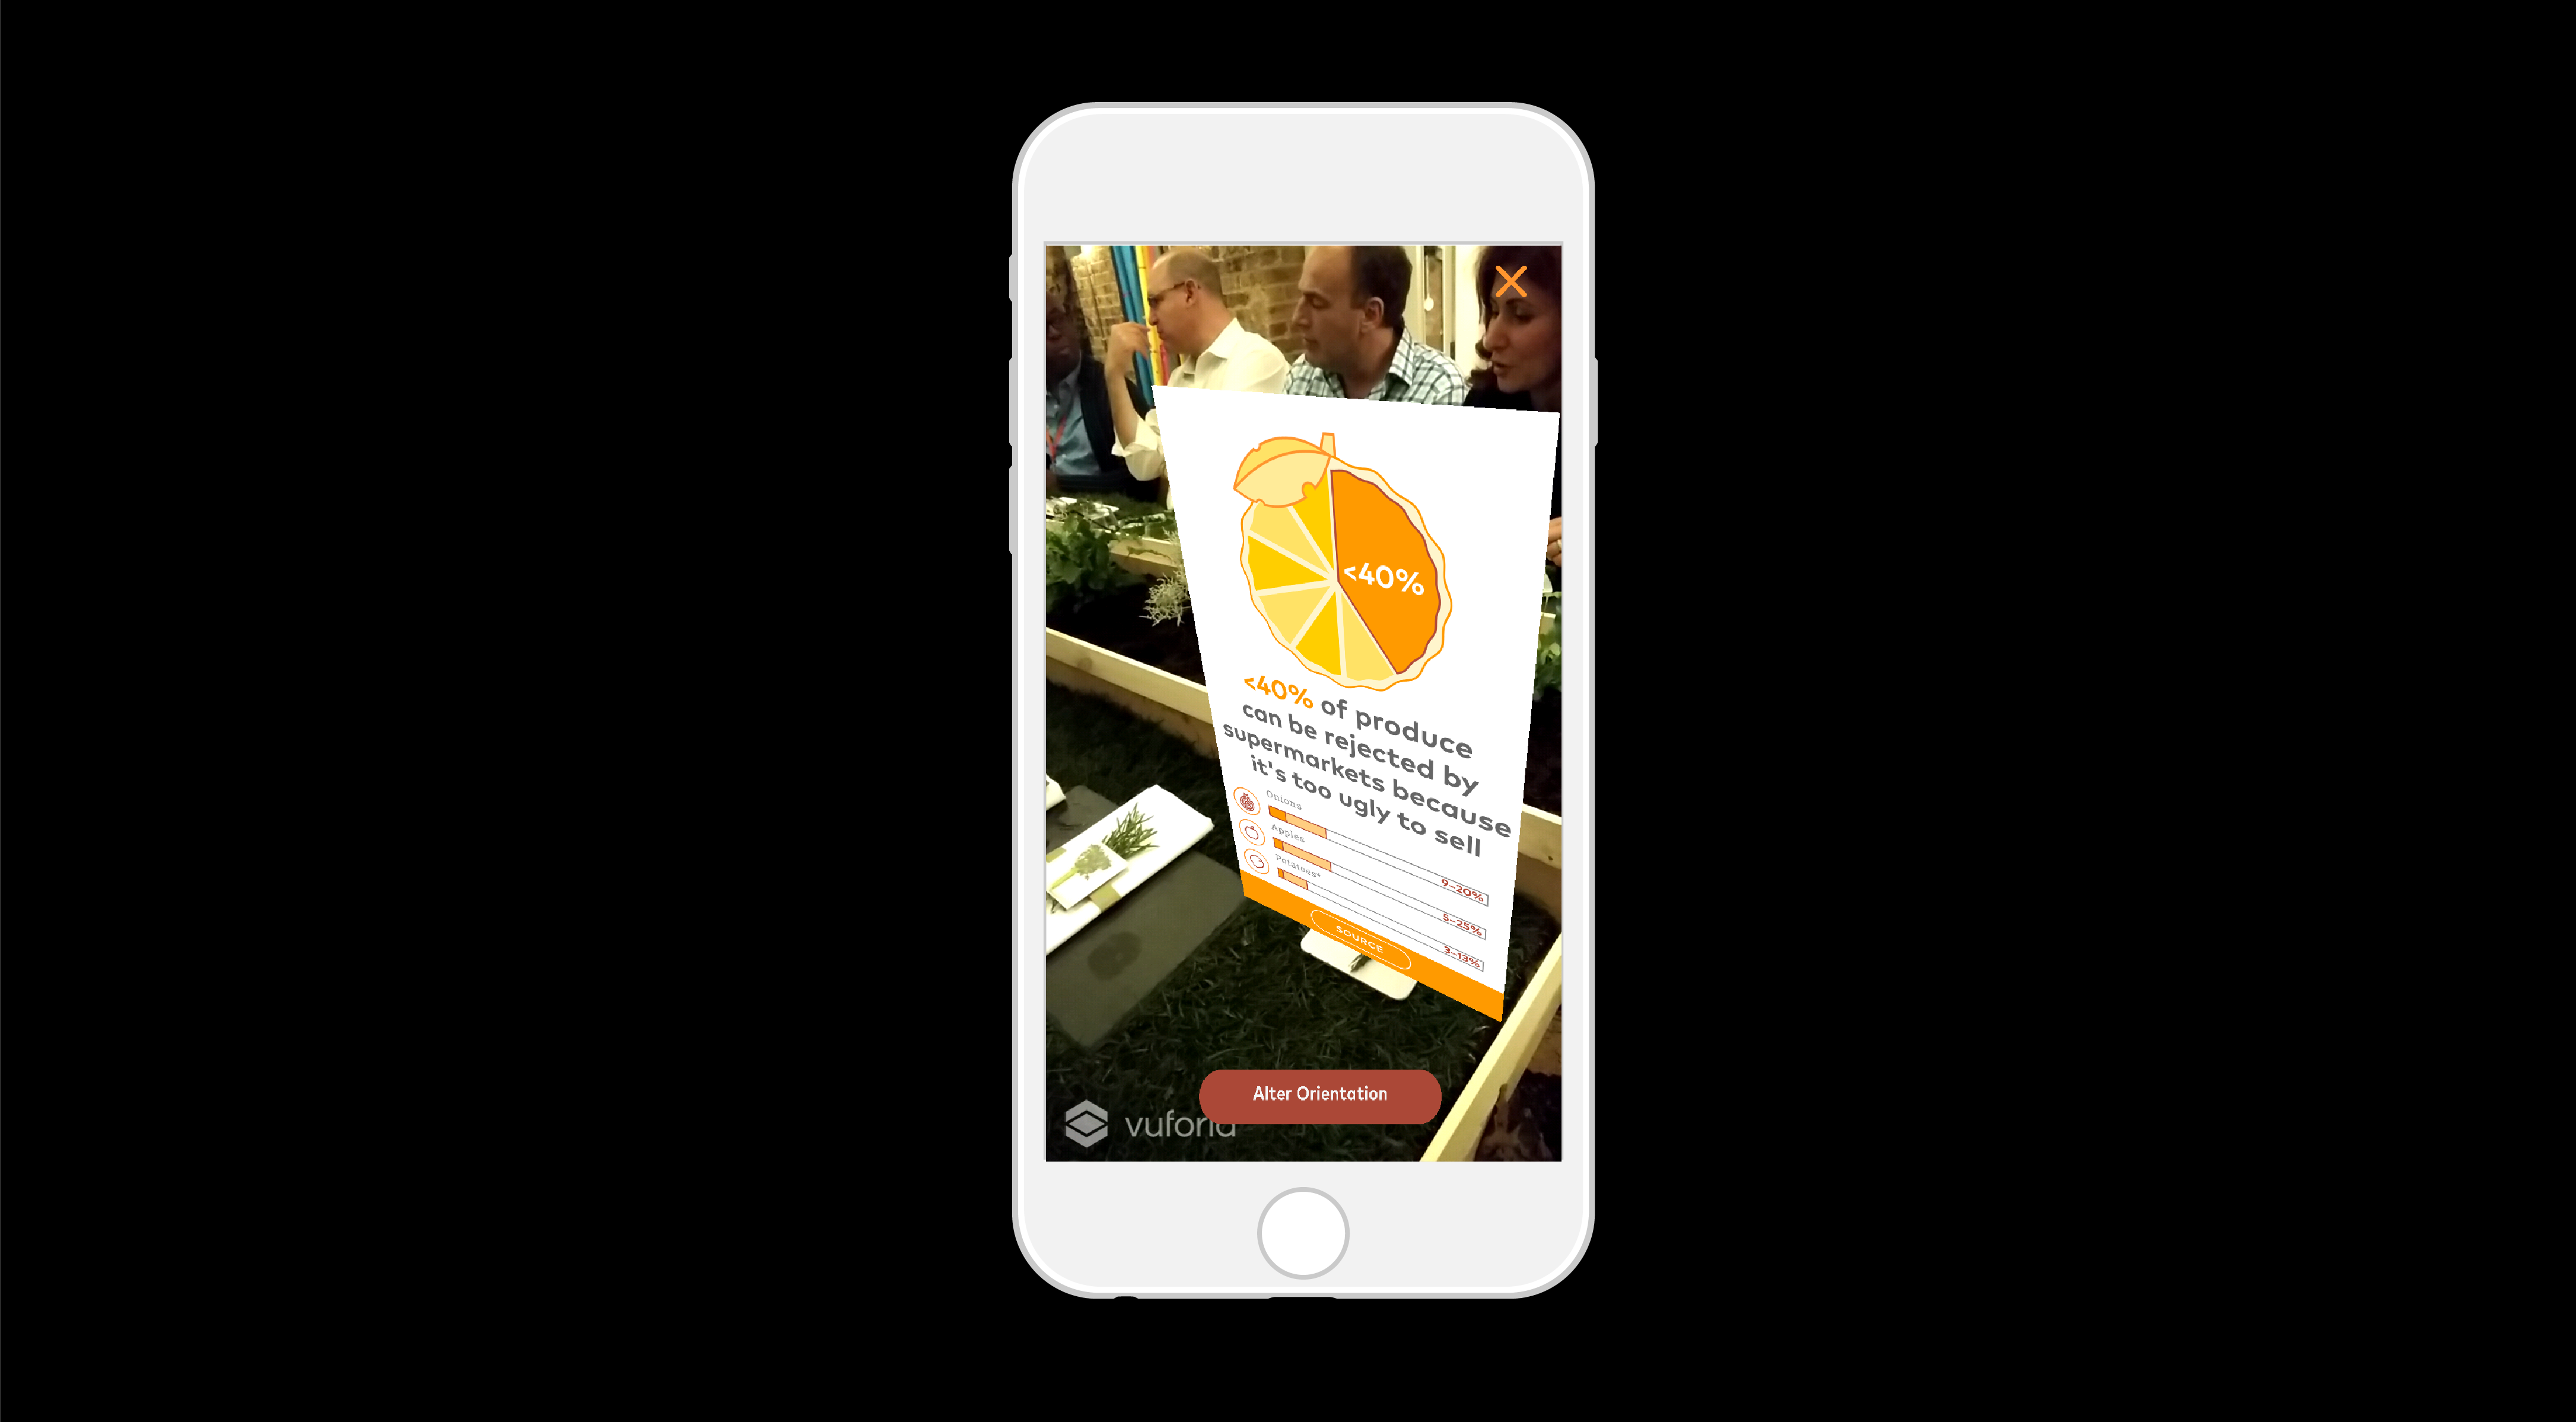 <40%
<40% of produce
can be rejected by
supermarkets because
it's too ugly to sell
Onions
9-20%
Apples
5-25%
Potatoes*
3-13%
SOURCE
Alter Orientation
vuforia